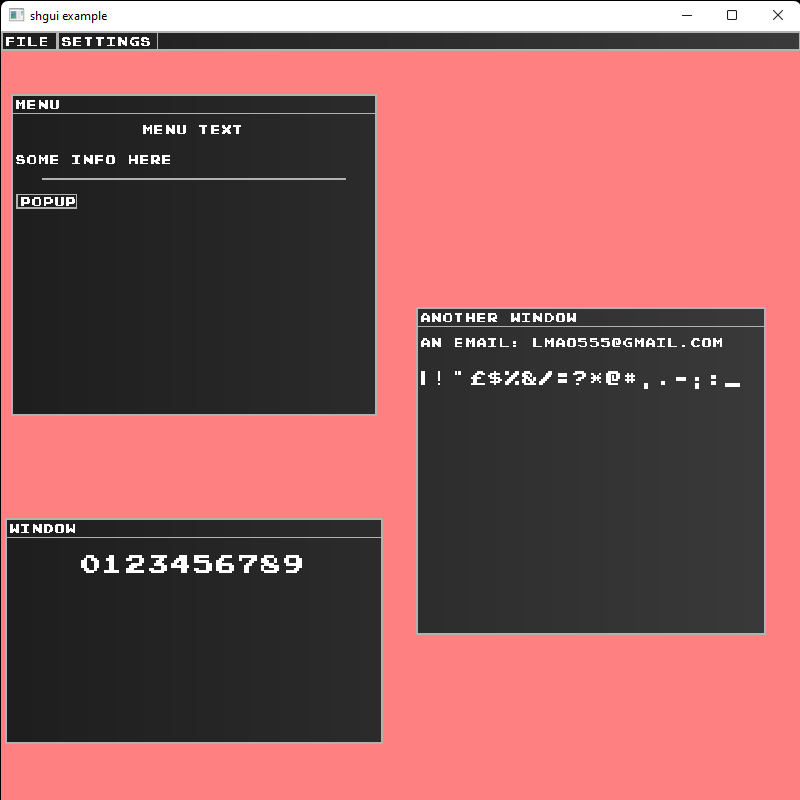 shgui example
FILE SETTINGS
MENU
MENU TEXT
SOME INFO HERE
POPUP
ANOTHER WINDOW
AN EMAIL: LMAO555@GMAIL.COM
|!"£$%&/=?*@#,.-;:_
WINDOW
0123456789